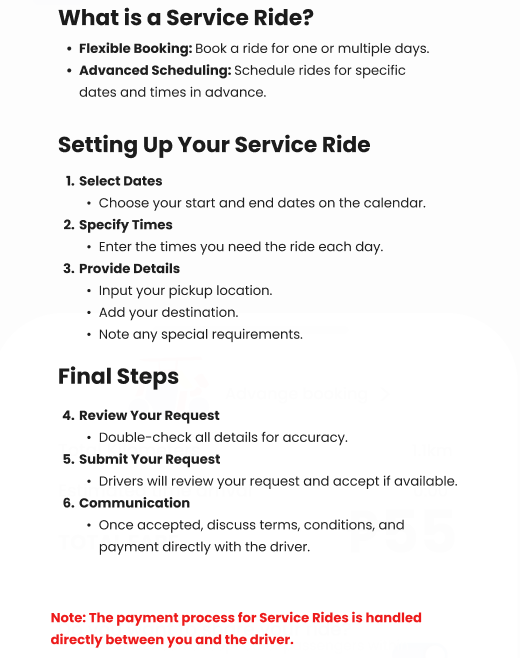 What is a Service Ride?
• Flexible Booking: Book a ride for one or multiple days.
• Advanced Scheduling: Schedule rides for specific
dates and times in advance.
Setting Up Your Service Ride
1. Select Dates
• Choose your start and end dates on the calendar.
2. Specify Times
• Enter the times you need the ride each day.
3. Provide Details
• Input your pickup location.
• Add your destination.
• Note any special requirements.
Final Steps
4. Review Your Request
• Double-check all details for accuracy.
5. Submit Your Request
• Drivers will review your request and accept if available.
6. Communication
• Once accepted, discuss terms, conditions, and
payment directly with the driver.
Note: The payment process for Service Rides is handled
directly between you and the driver.